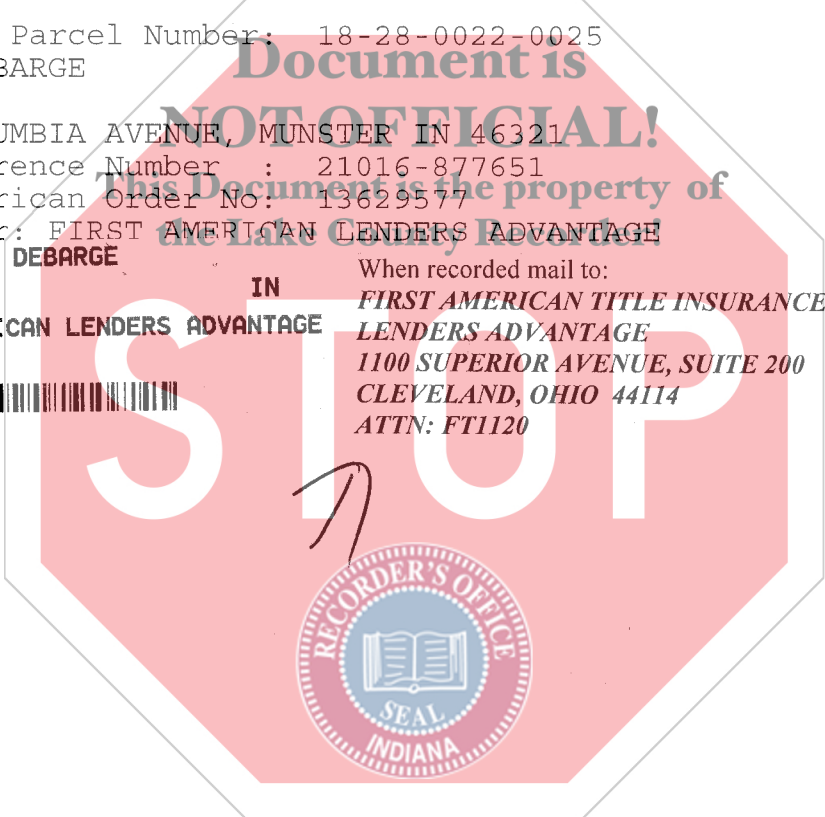 Parcel Number: 18-28-0022-0025
BARGE
Document is
NOT OFFICIAL!
UMBIA AVENUE, MUNSTER IN 46321
rence Number : 21016-877651
This Document is the property of
rican Order No: 13629577
the Lake County Recorder!
r: FIRST AMERICAN LENDERS ADVANTAGE
DEBARGE
IN
ICAN LENDERS ADVANTAGE
When recorded mail to:
FIRST AMERICAN TITLE INSURANCE
LENDERS ADVANTAGE
1100 SUPERIOR AVENUE, SUITE 200
CLEVELAND, OHIO 44114
ATTN: FT1120
STOP
RECORDER'S OFFICE
SEAL
INDIANA